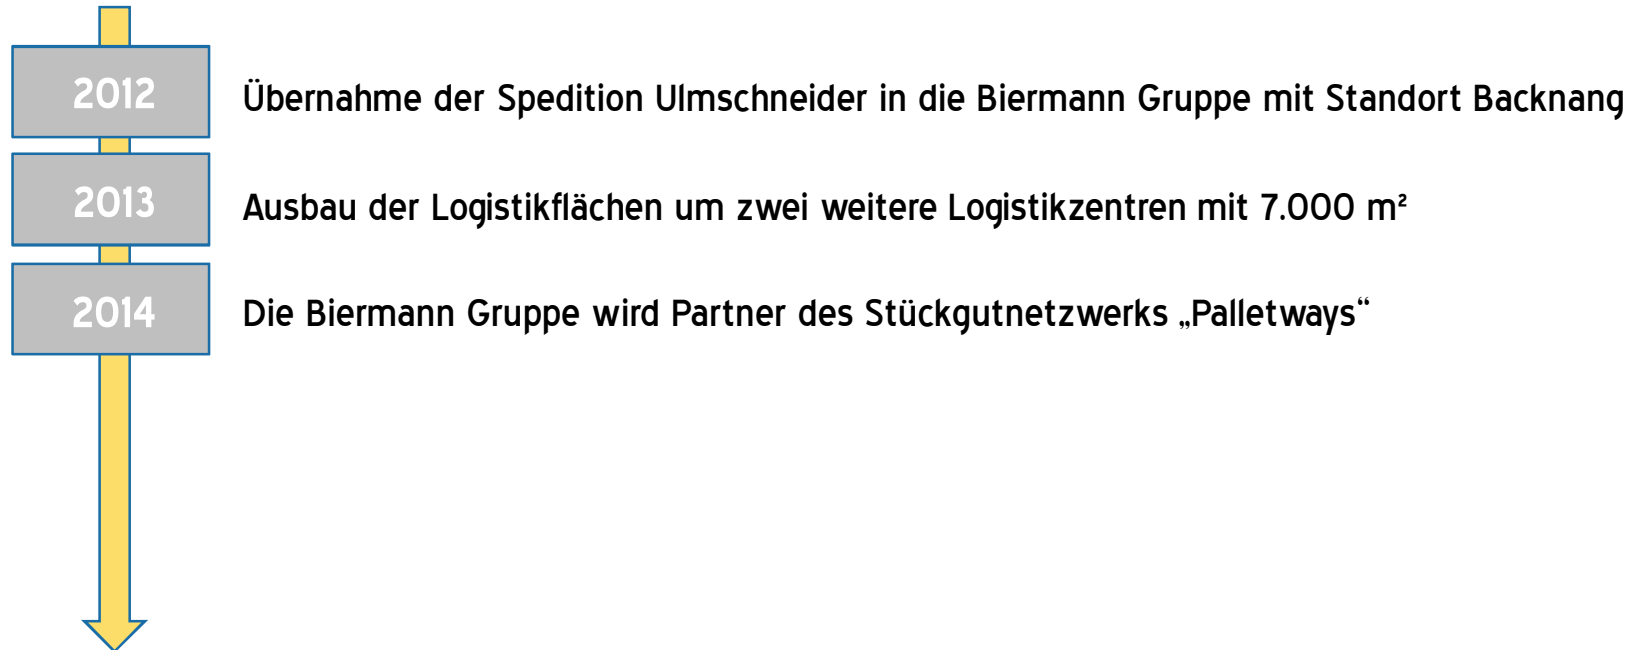 2012
Übernahme der Spedition Ulmschneider in die Biermann Gruppe mit Standort Backnang
2013
Ausbau der Logistikflächen um zwei weitere Logistikzentren mit 7.000 m²
2014
Die Biermann Gruppe wird Partner des Stückgutnetzwerks „Palletways“